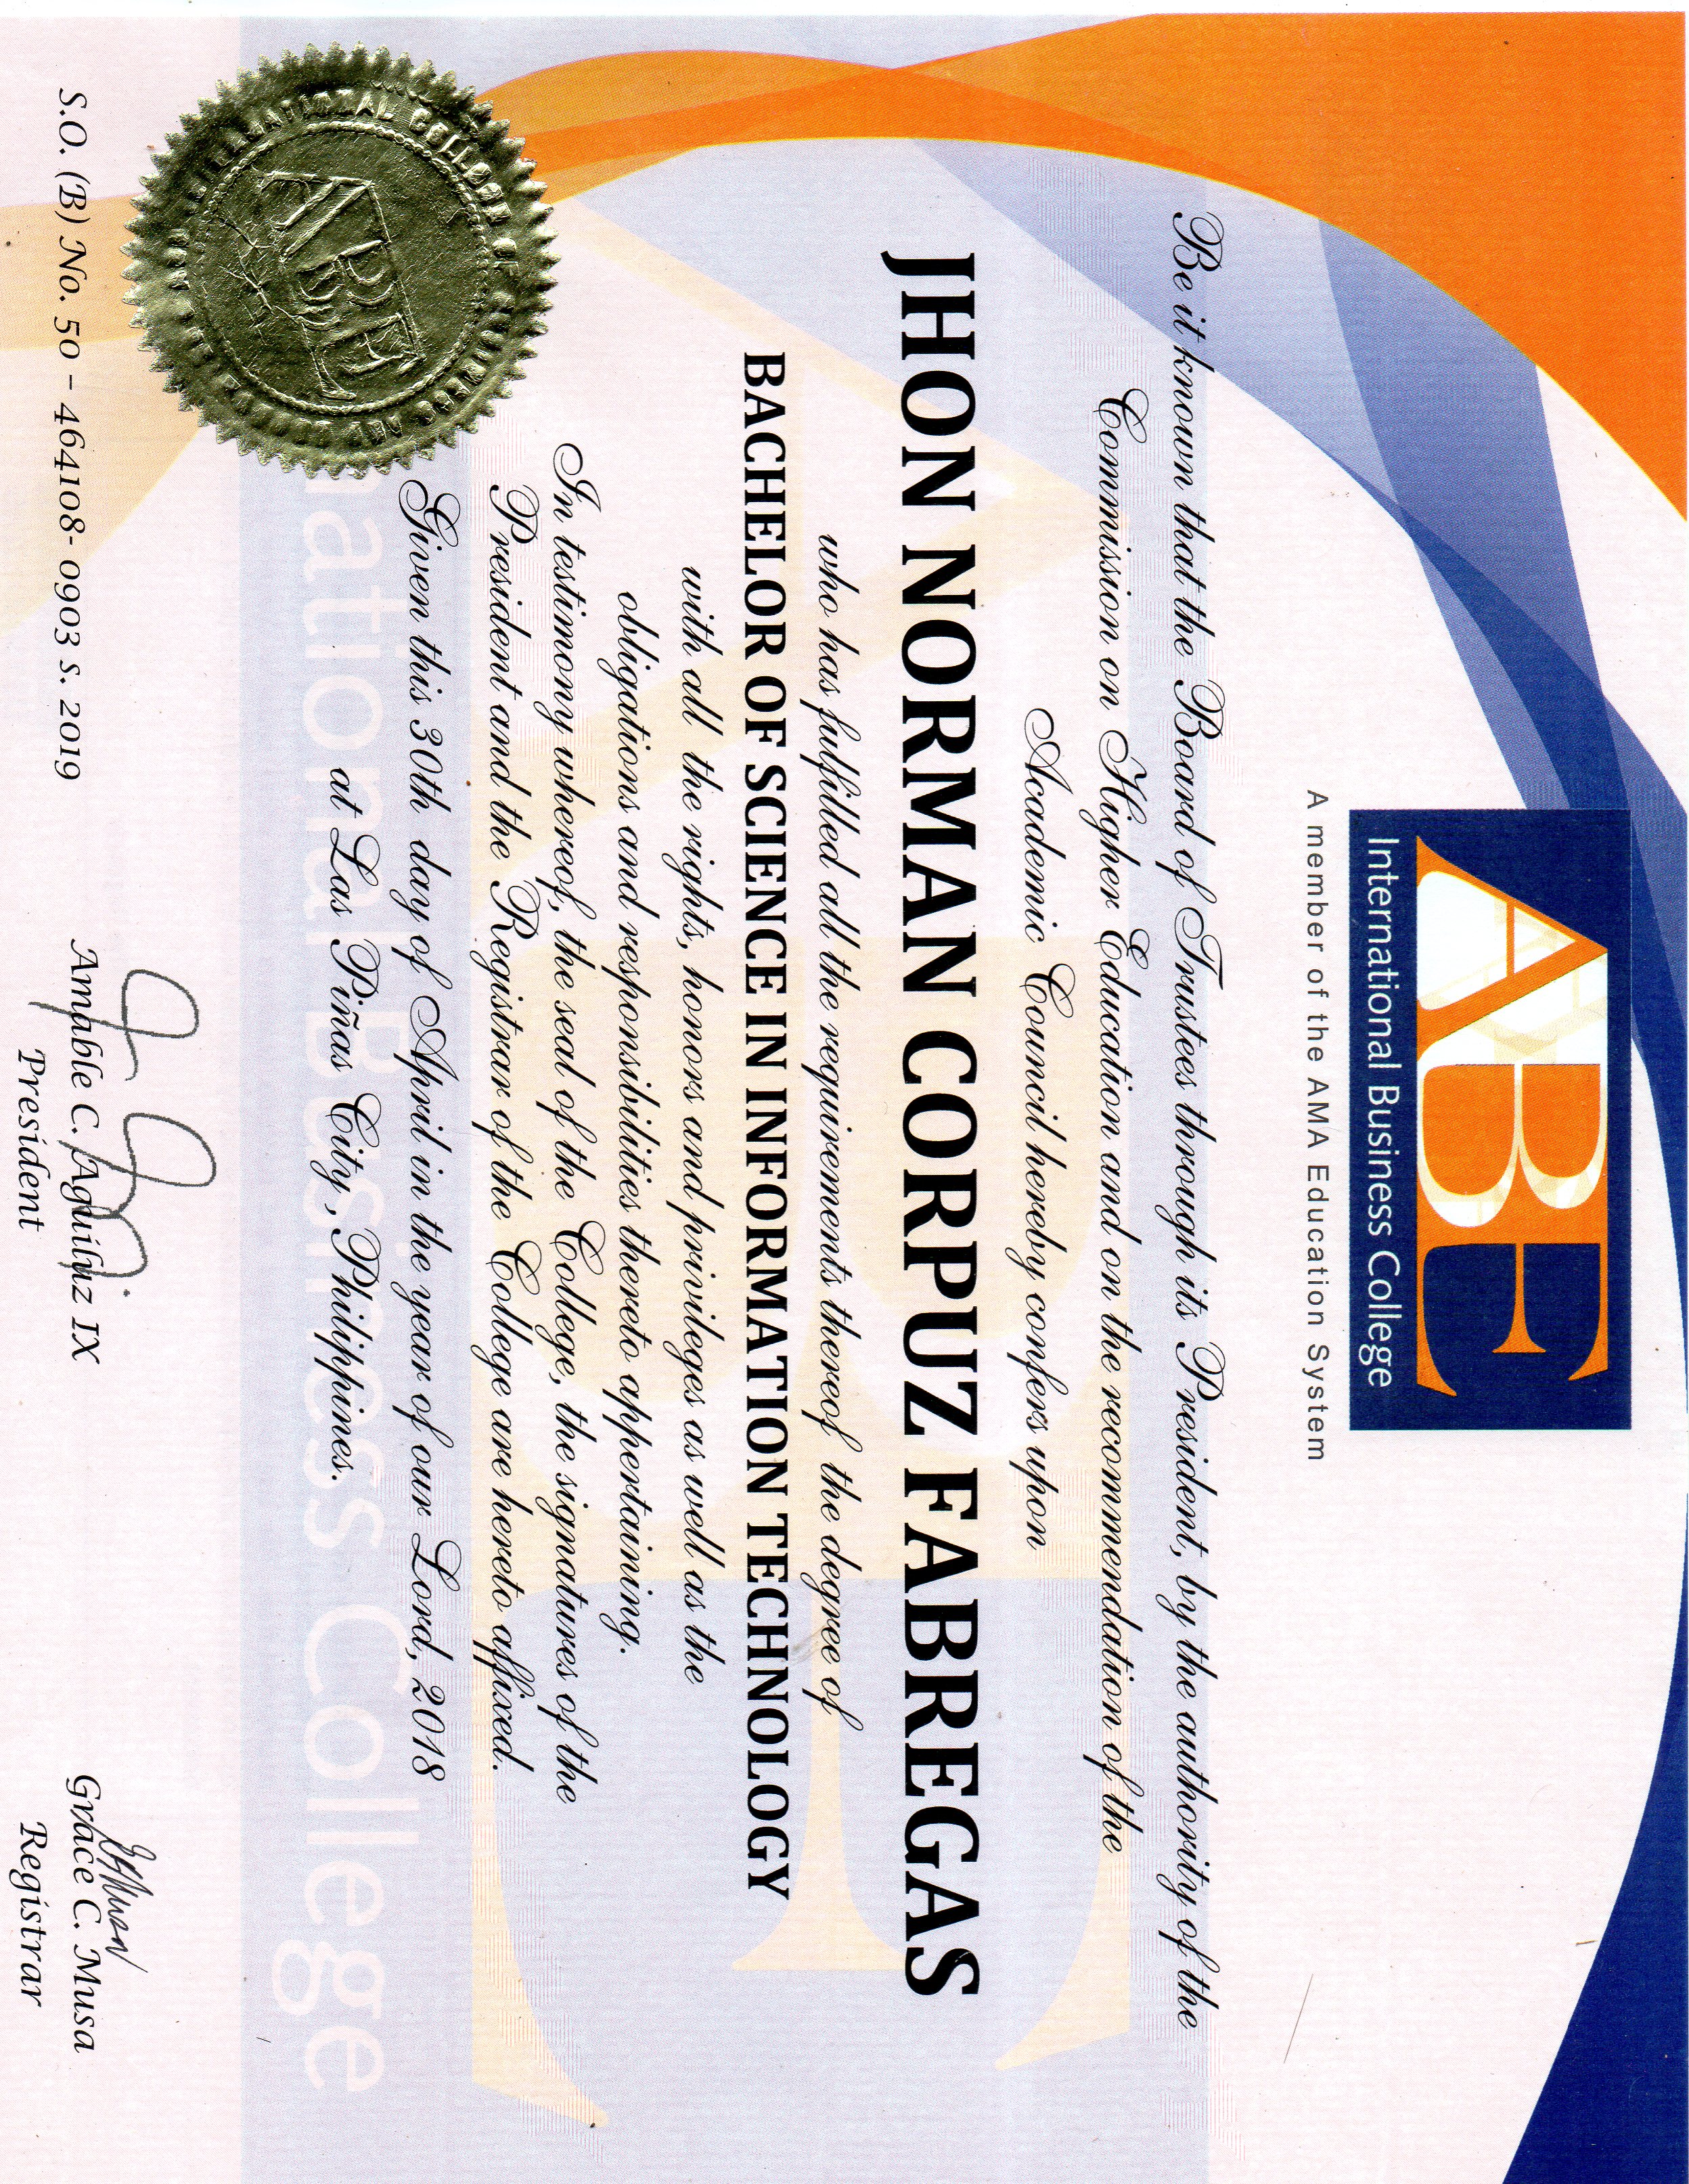 ABE
International Business College
A member of the AMA Education System
Be it known that the Board of Trustees through its President, by the authority of the
Commission on Higher Education and on the recommendation of the
Academic Council hereby confers upon
JHON NORMAN CORPUZ FABREGAS
who has fulfilled all the requirements thereof the degree of
BACHELOR OF SCIENCE IN INFORMATION TECHNOLOGY
with all the rights, honors and privileges as well as the
obligations and responsibilities thereto appertaining.
In testimony whereof, the seal of the College, the signatures of the
President and the Registrar of the College are hereto affixed.
Given this 30th day of April in the year of our Lord, 2018
at Las Piñas City, Philippines.
national Business College
ABE
S.O. (B) No. 50 - 464108- 0903 s. 2019
Amable C. Aguiluz IX
President
Grace C. Musa
Registrar